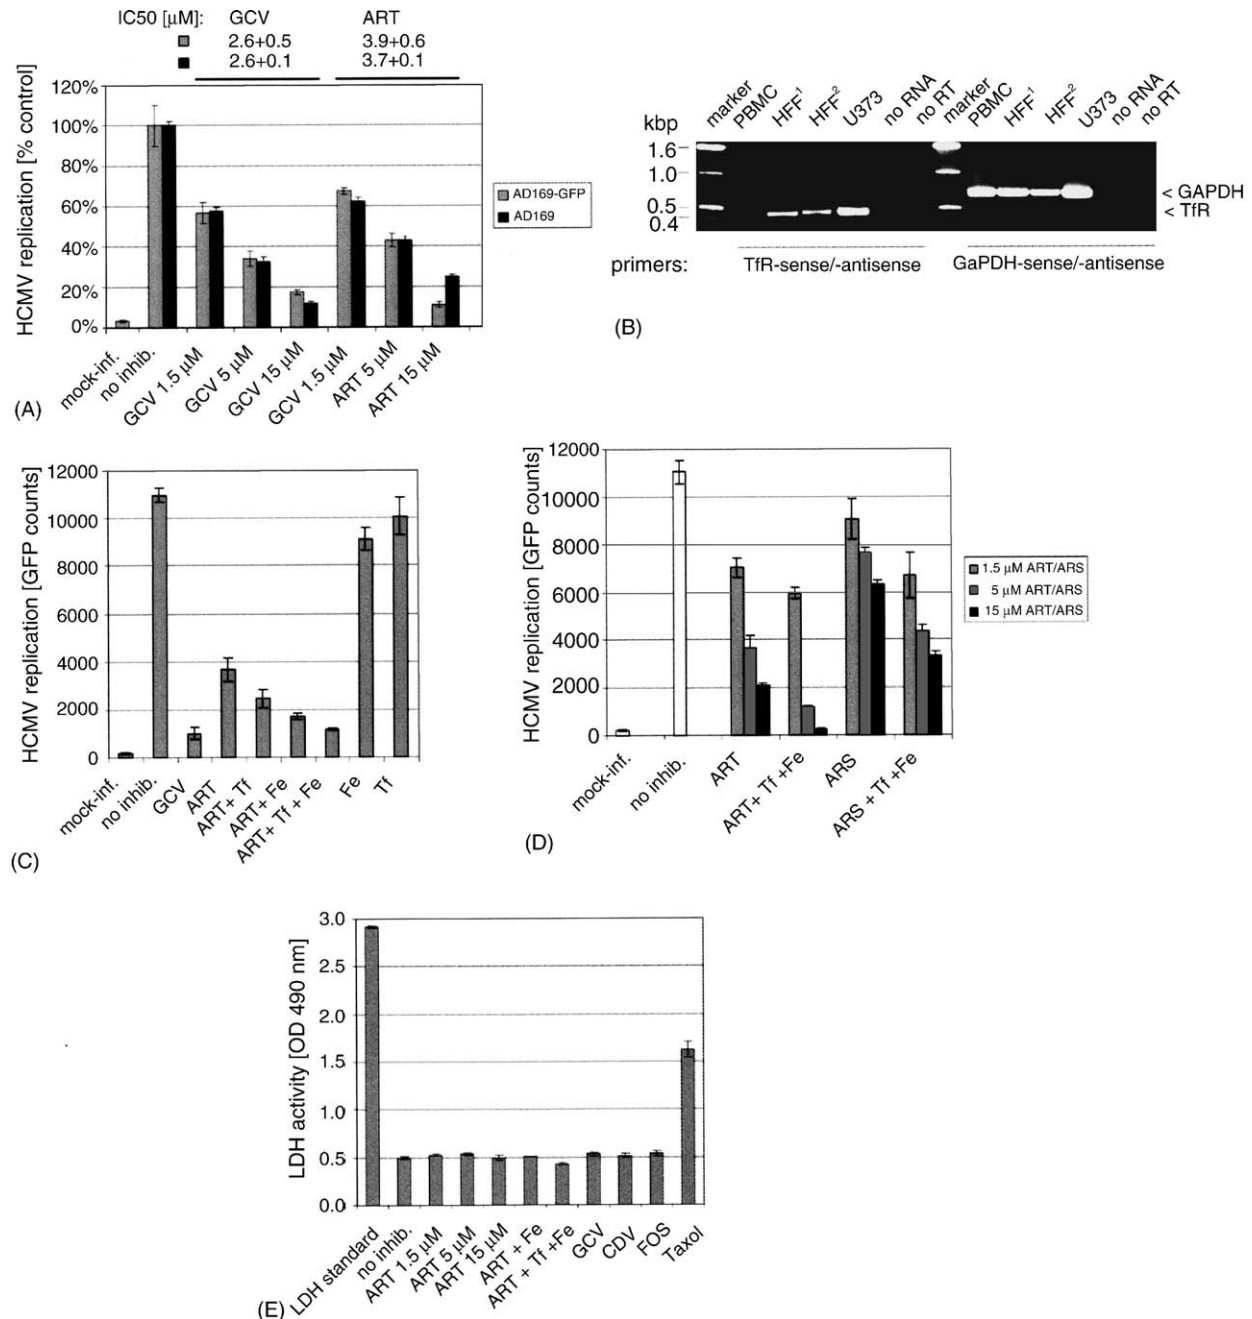 IC50 [μM]: GCV ART
2.6+0.5 3.9+0.6
2.6+0.1 3.7+0.1
HCMV replication [% control]
120%
100%
80%
60%
40%
20%
0%
mock-inf.
no inhib.
GCV 1.5 μM
GCV 5 μM
GCV 15 μM
GCV 1.5 μM
ART 5 μM
ART 15 μM
AD169-GFP
AD169
(A)
kbp
marker
PBMC
HFF1
HFF2
U373
no RNA
no RT
marker
PBMC
HFF1
HFF2
U373
no RNA
no RT
1.6
1.0
0.5
0.4
< GAPDH
< TfR
primers: TfR-sense/-antisense GaPDH-sense/-antisense
(B)
HCMV replication [GFP counts]
12000
10000
8000
6000
4000
2000
0
mock-inf.
no inhib.
GCV
ART
ART+ Tf
ART+ Fe
ART+ Tf + Fe
Fe
Tf
(C)
HCMV replication [GFP counts]
12000
10000
8000
6000
4000
2000
0
mock-inf.
no inhib.
ART
ART+ Tf +Fe
ARS
ARS + Tf +Fe
1.5 μM ART/ARS
5 μM ART/ARS
15 μM ART/ARS
(D)
LDH activity [OD 490 nm]
3.0
2.5
2.0
1.5
1.0
0.5
0.0
LDH standard
no inhib.
ART 1.5 μM
ART 5 μM
ART 15 μM
ART + Fe
ART + Tf +Fe
GCV
CDV
FOS
Taxol
(E)